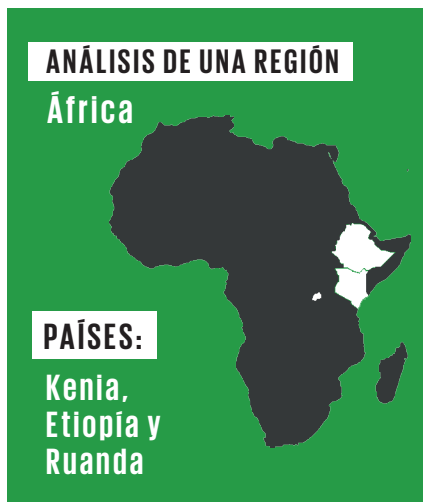 ANÁLISIS DE UNA REGIÓN
África
PAÍSES:
Kenia,
Etiopía y
Ruanda